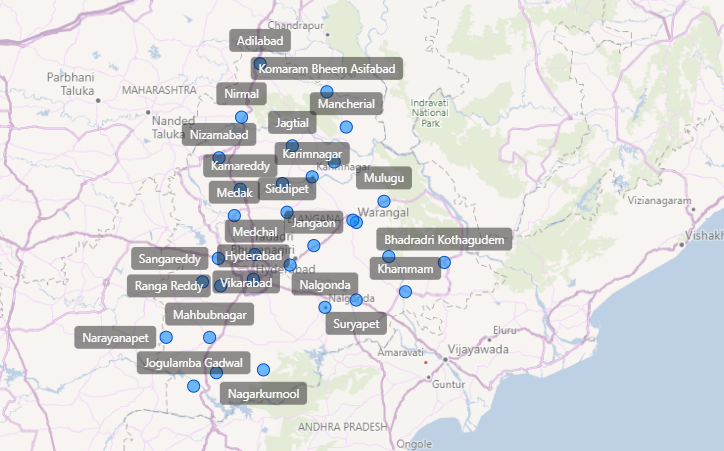 Chandrapur
Adilabad
Komaram Bheem Asifabad
Parbhani
Taluka
MAHARASHTRA
Nirmal
Mancherial
Indravati
National
Park
Nanded
Taluka
Nizamabad
Jagtial
Karimnagar
Karimnagar
Kamareddy
Medak
Siddipet
Mulugu
Vizianagaram
Warangal
Jangaon
Medchal
Vishakh
Bhadradri Kothagudem
Sangareddy
Hyderabad
Khammam
Ranga Reddy
Vikarabad
Nalgonda
Nalgonda
Mahbubnagar
Suryapet
Narayanapet
Eluru
Amaravati
Vijayawada
Jogulamba Gadwal
Guntur
Nagarkurnool
ANDHRA PRADESH
Ongole